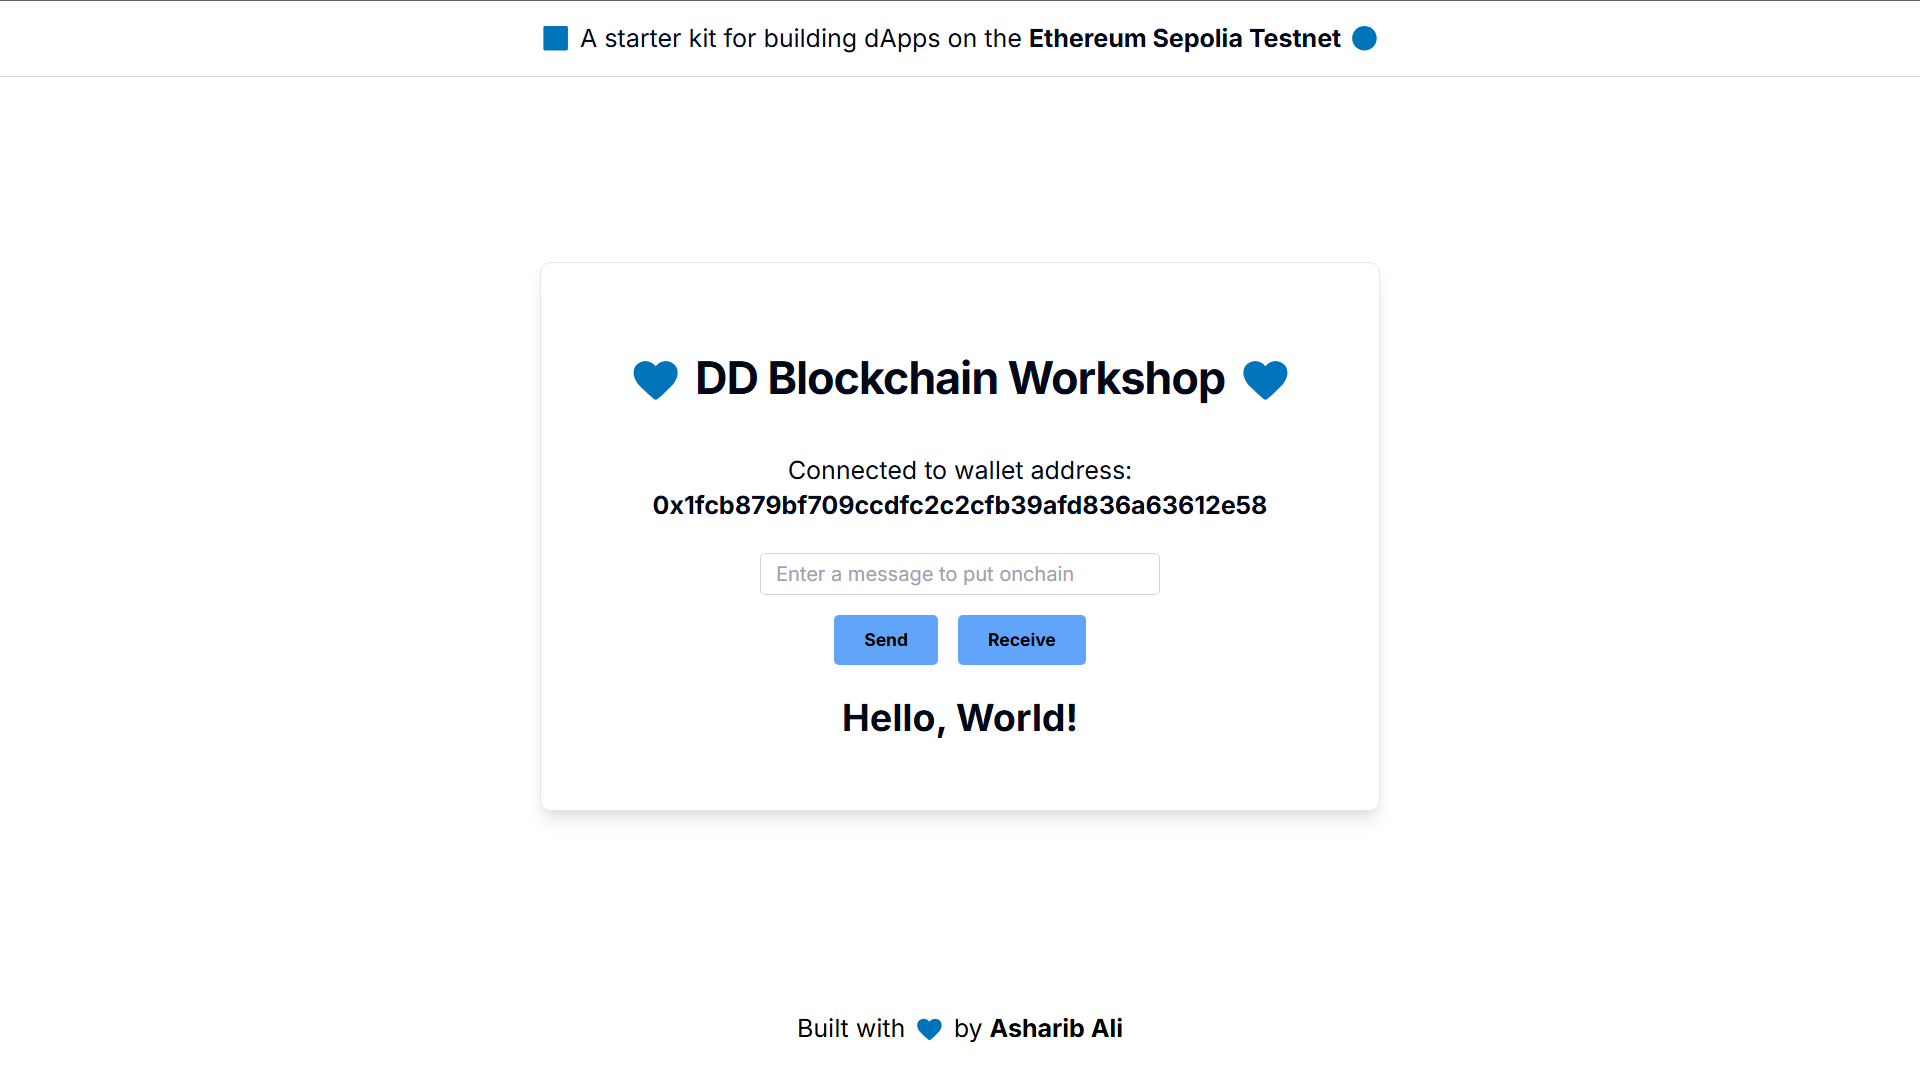 A starter kit for building dApps on the Ethereum Sepolia Testnet
DD Blockchain Workshop
Connected to wallet address:
0x1fcb879bf709ccdfc2c2cfb39afd836a63612e58
Enter a message to put onchain
Send Receive
Hello, World!
Built with by Asharib Ali